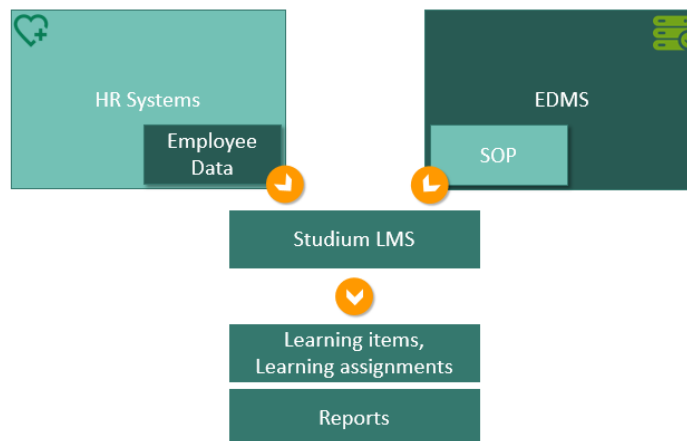 HR Systems
Employee
Data
EDMS
SOP
Studium LMS
Learning items,
Learning assignments
Reports